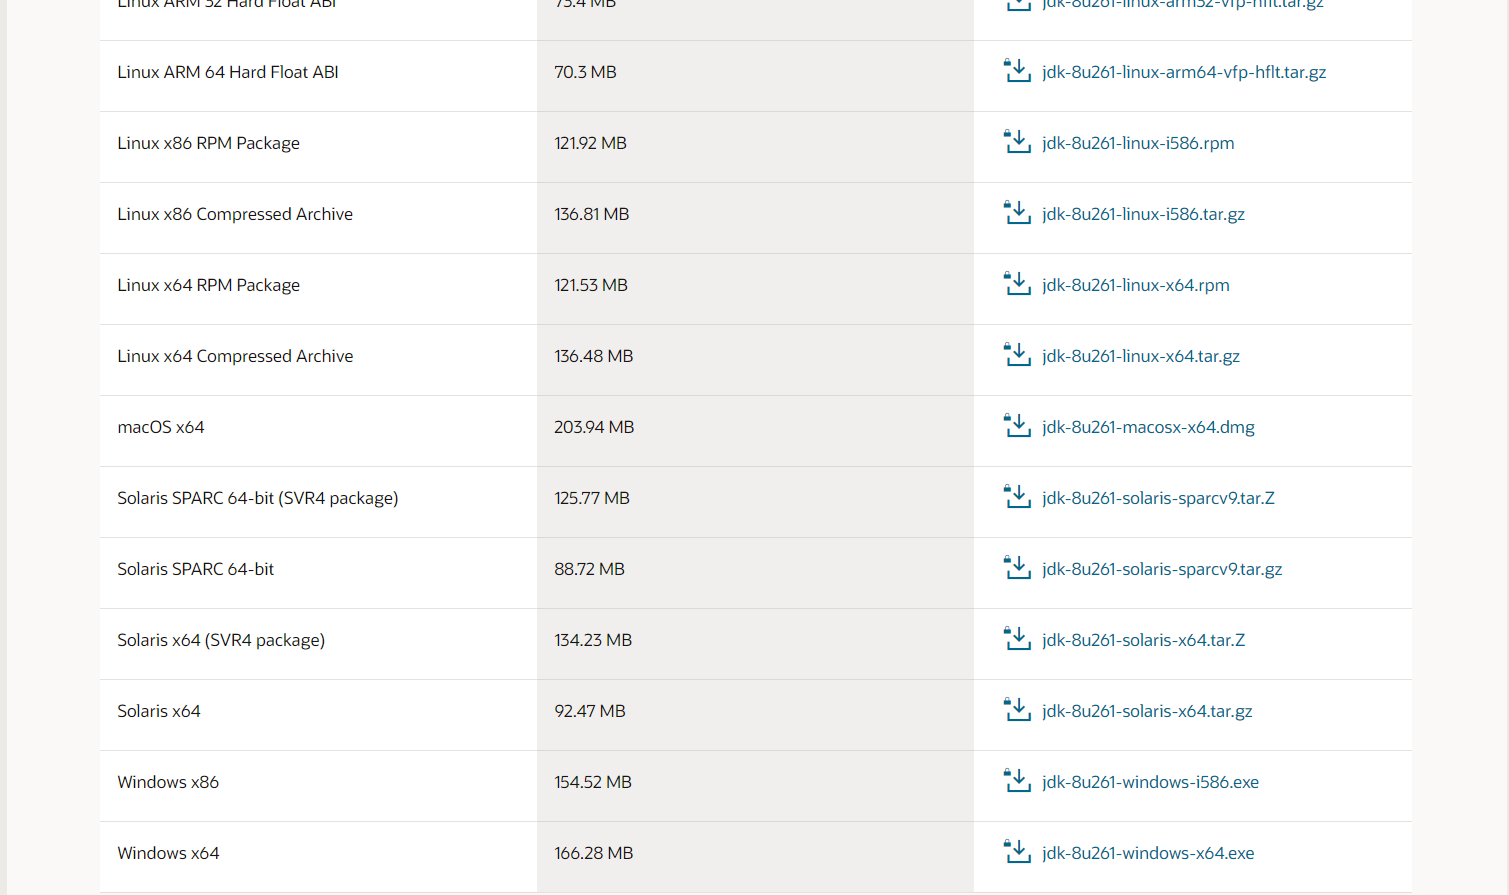 Linux ARM 32 Hard Float ABI 73.4 MB jdk-8u261-linux-arm32-vfp-hflt.tar.gz
Linux ARM 64 Hard Float ABI 70.3 MB jdk-8u261-linux-arm64-vfp-hflt.tar.gz
Linux x86 RPM Package 121.92 MB jdk-8u261-linux-i586.rpm
Linux x86 Compressed Archive 136.81 MB jdk-8u261-linux-i586.tar.gz
Linux x64 RPM Package 121.53 MB jdk-8u261-linux-x64.rpm
Linux x64 Compressed Archive 136.48 MB jdk-8u261-linux-x64.tar.gz
macOS x64 203.94 MB jdk-8u261-macosx-x64.dmg
Solaris SPARC 64-bit (SVR4 package) 125.77 MB jdk-8u261-solaris-sparcv9.tar.Z
Solaris SPARC 64-bit 88.72 MB jdk-8u261-solaris-sparcv9.tar.gz
Solaris x64 (SVR4 package) 134.23 MB jdk-8u261-solaris-x64.tar.Z
Solaris x64 92.47 MB jdk-8u261-solaris-x64.tar.gz
Windows x86 154.52 MB jdk-8u261-windows-i586.exe
Windows x64 166.28 MB jdk-8u261-windows-x64.exe